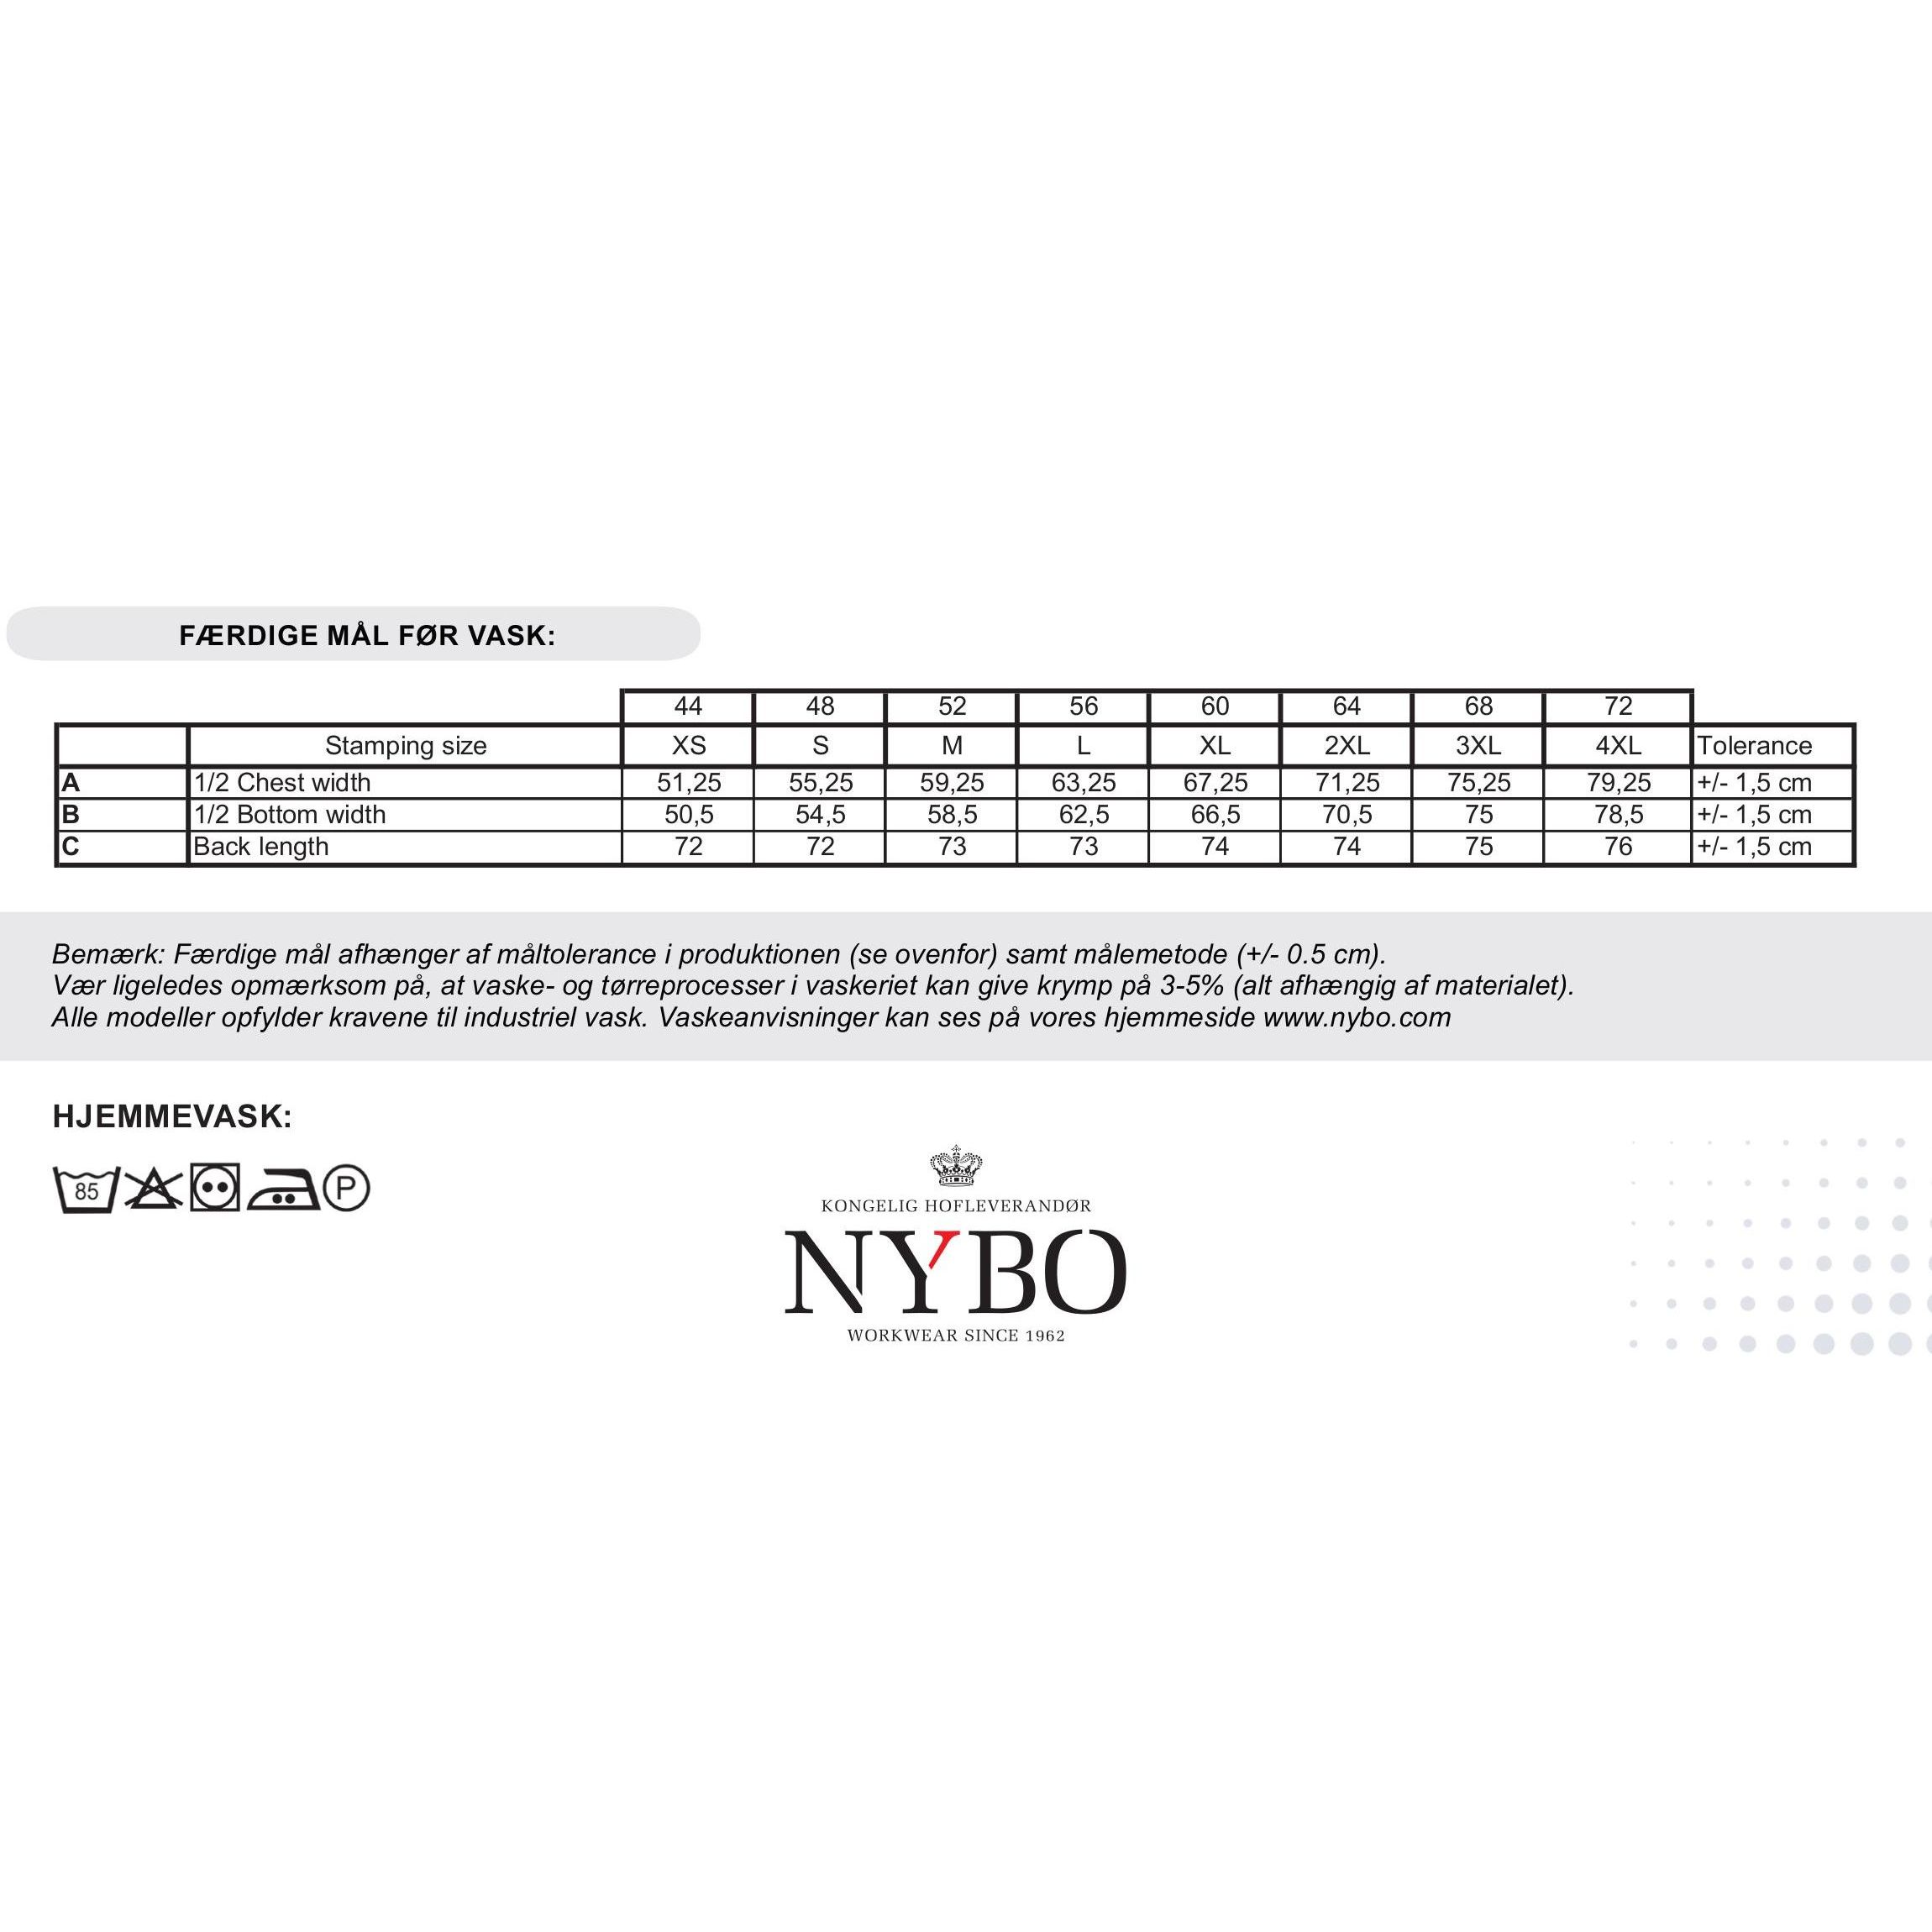 FÆRDIGE MÅL FØR VASK:
44 48 52 56 60 64 68 72
Stamping size XS S M L XL 2XL 3XL 4XL Tolerance
A 1/2 Chest width 51,25 55,25 59,25 63,25 67,25 71,25 75,25 79,25 +/- 1,5 cm
B 1/2 Bottom width 50,5 54,5 58,5 62,5 66,5 70,5 75 78,5 +/- 1,5 cm
C Back length 72 72 73 73 74 74 75 76 +/- 1,5 cm
Bemærk: Færdige mål afhænger af måltolerance i produktionen (se ovenfor) samt målemetode (+/- 0.5 cm).
Vær ligeledes opmærksom på, at vaske- og tørreprocesser i vaskeriet kan give krymp på 3-5% (alt afhængig af materialet).
Alle modeller opfylder kravene til industriel vask. Vaskeanvisninger kan ses på vores hjemmeside www.nybo.com
HJEMMEVASK:
85 P
KONGELIG HOFLEVERANDØR
NYBO
WORKWEAR SINCE 1962